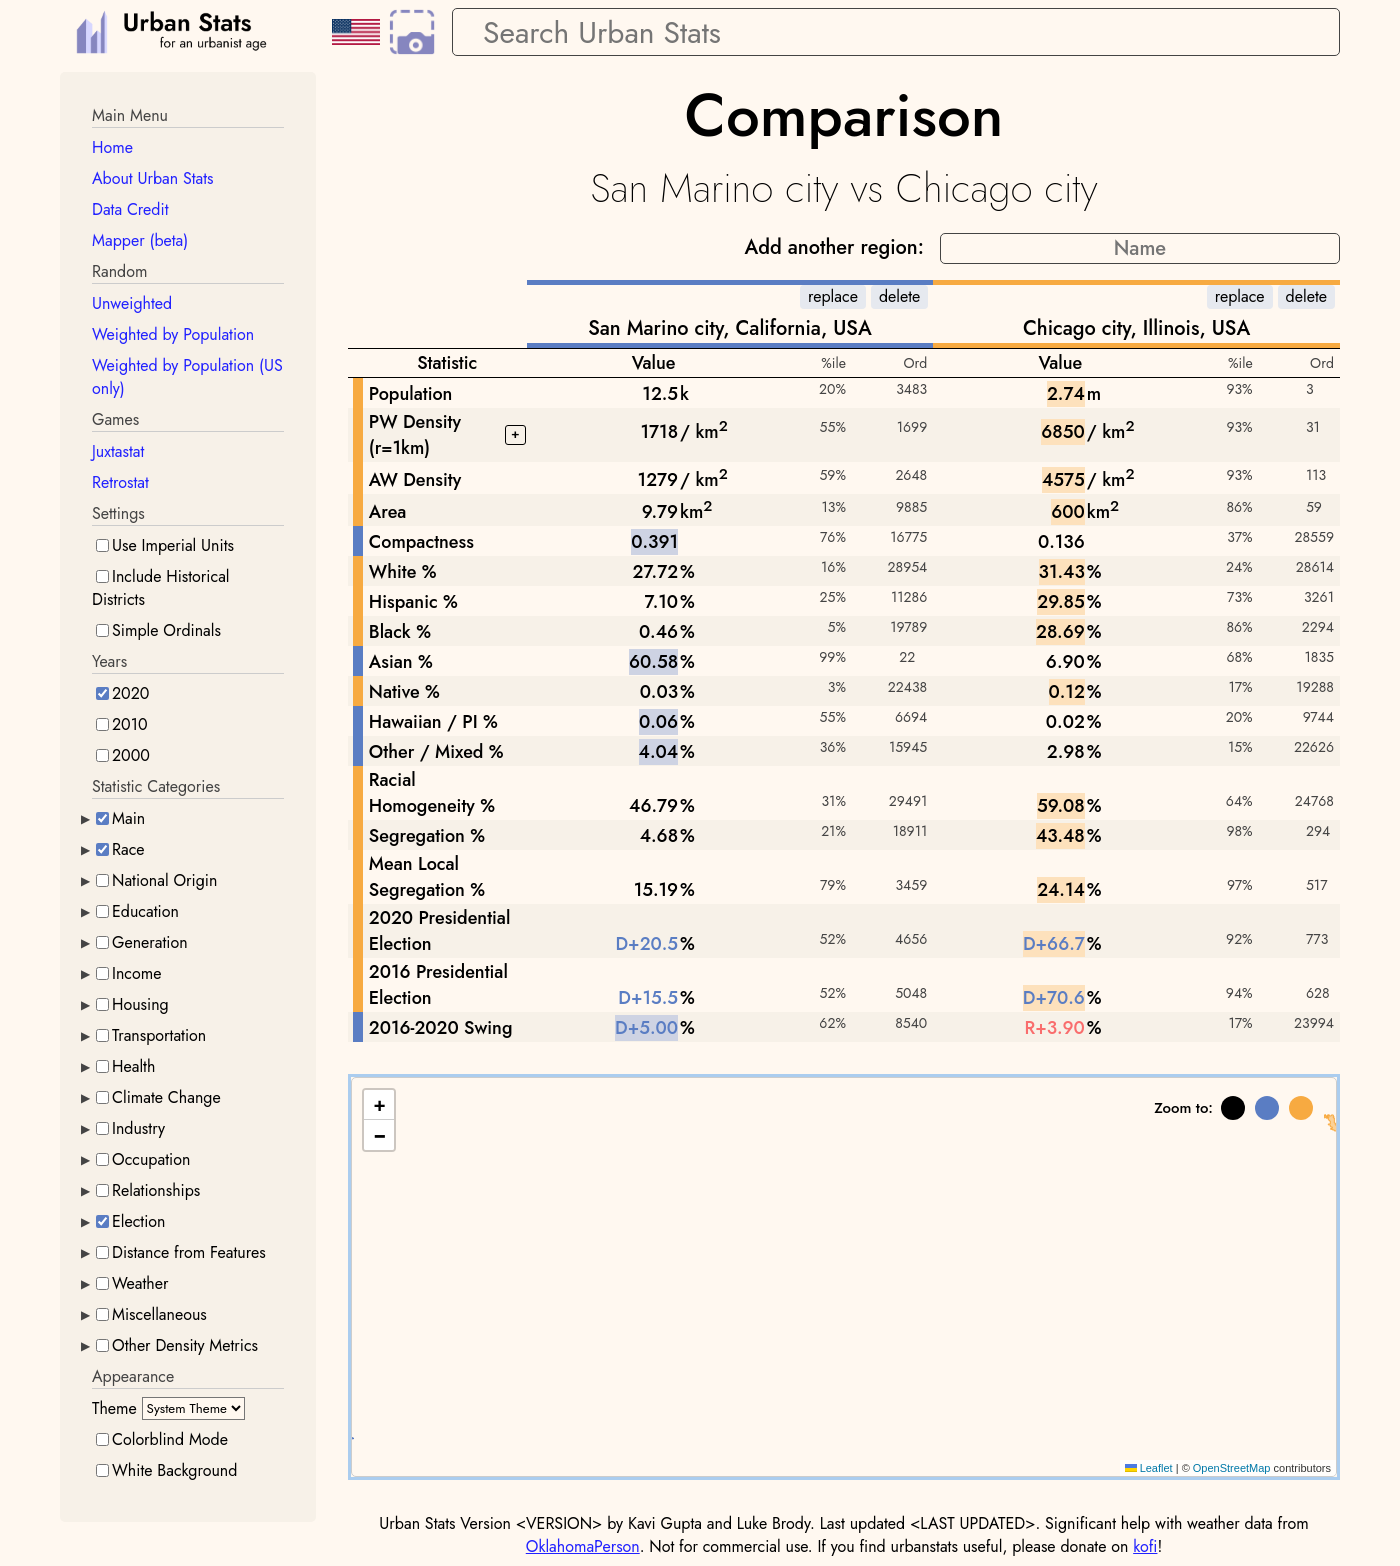 Urban Stats
for an urbanist age
Search Urban Stats
Main Menu
Home
About Urban Stats
Data Credit
Mapper (beta)
Random
Unweighted
Weighted by Population
Weighted by Population (US
only)
Games
Juxtastat
Retrostat
Settings
Use Imperial Units
Include Historical
Districts
Simple Ordinals
Years
2020
2010
2000
Statistic Categories
Main
Race
National Origin
Education
Generation
Income
Housing
Transportation
Health
Climate Change
Industry
Occupation
Relationships
Election
Distance from Features
Weather
Miscellaneous
Other Density Metrics
Appearance
Theme System Theme
Colorblind Mode
White Background
Comparison
San Marino city vs Chicago city
Add another region: Name
replace delete replace delete
San Marino city, California, USA Chicago city, Illinois, USA
Statistic Value %ile Ord Value %ile Ord
Population 12.5k 20% 3483 2.74m 93% 3
PW Density
(r=1km) + 1718/ km² 55% 1699 6850/ km² 93% 31
AW Density 1279/ km² 59% 2648 4575/ km² 93% 113
Area 9.79km² 13% 9885 600km² 86% 59
Compactness 0.391 76% 16775 0.136 37% 28559
White % 27.72% 16% 28954 31.43% 24% 28614
Hispanic % 7.10% 25% 11286 29.85% 73% 3261
Black % 0.46% 5% 19789 28.69% 86% 2294
Asian % 60.58% 99% 22 6.90% 68% 1835
Native % 0.03% 3% 22438 0.12% 17% 19288
Hawaiian / PI % 0.06% 55% 6694 0.02% 20% 9744
Other / Mixed % 4.04% 36% 15945 2.98% 15% 22626
Racial
Homogeneity % 46.79% 31% 29491 59.08% 64% 24768
Segregation % 4.68% 21% 18911 43.48% 98% 294
Mean Local
Segregation % 15.19% 79% 3459 24.14% 97% 517
2020 Presidential
Election D+20.5% 52% 4656 D+66.7% 92% 773
2016 Presidential
Election D+15.5% 52% 5048 D+70.6% 94% 628
2016-2020 Swing D+5.00% 62% 8540 R+3.90% 17% 23994
+
−
Zoom to:
Leaflet | © OpenStreetMap contributors
Urban Stats Version <VERSION> by Kavi Gupta and Luke Brody. Last updated <LAST UPDATED>. Significant help with weather data from
OklahomaPerson. Not for commercial use. If you find urbanstats useful, please donate on kofi!